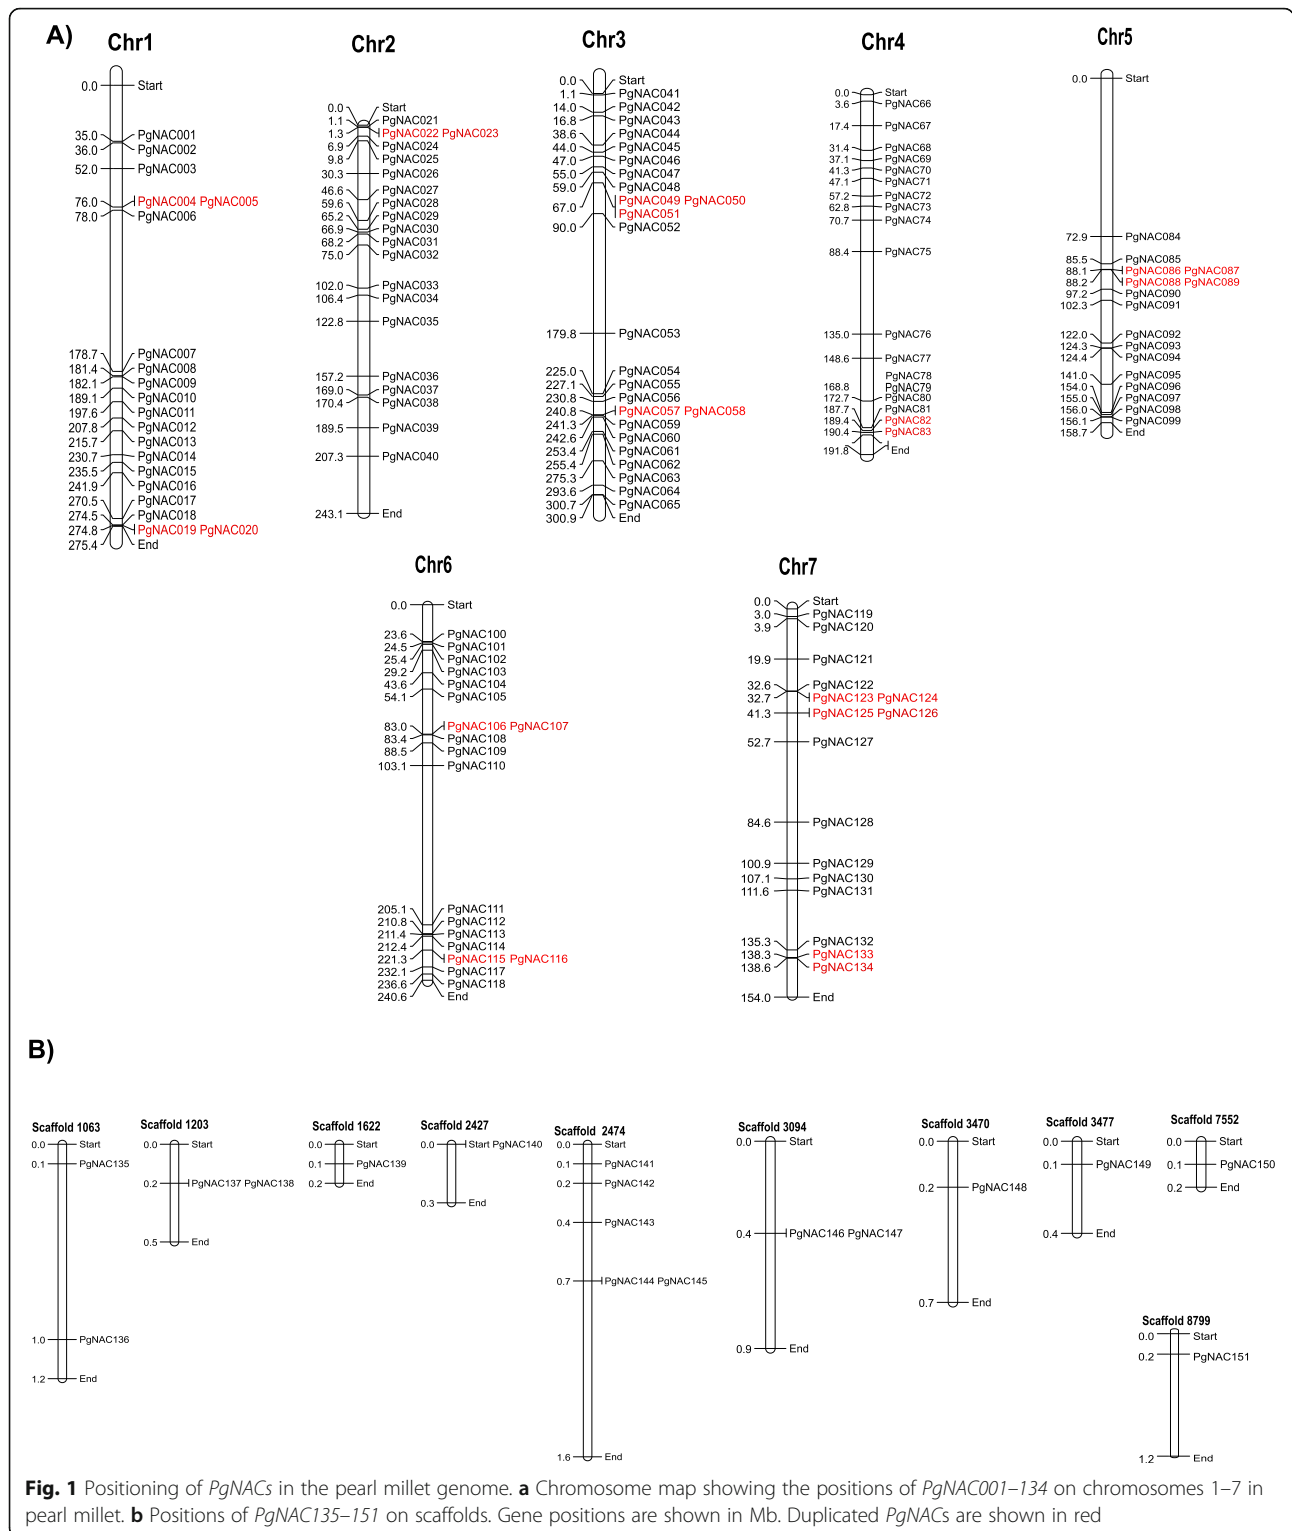 A)
Chr1
0.0 Start
35.0 PgNAC001
36.0 PgNAC002
52.0 PgNAC003
76.0 PgNAC004 PgNAC005
78.0 PgNAC006
178.7 PgNAC007
181.4 PgNAC008
182.1 PgNAC009
189.1 PgNAC010
197.6 PgNAC011
207.8 PgNAC012
215.7 PgNAC013
230.7 PgNAC014
235.5 PgNAC015
241.9 PgNAC016
270.5 PgNAC017
274.5 PgNAC018
274.8 PgNAC019 PgNAC020
275.4 End
Chr2
0.0 Start
1.1 PgNAC021
1.3 PgNAC022 PgNAC023
6.9 PgNAC024
9.8 PgNAC025
30.3 PgNAC026
46.6 PgNAC027
59.6 PgNAC028
65.2 PgNAC029
66.9 PgNAC030
68.2 PgNAC031
75.0 PgNAC032
102.0 PgNAC033
106.4 PgNAC034
122.8 PgNAC035
157.2 PgNAC036
169.0 PgNAC037
170.4 PgNAC038
189.5 PgNAC039
207.3 PgNAC040
243.1 End
Chr3
0.0 Start
1.1 PgNAC041
14.0 PgNAC042
16.8 PgNAC043
38.6 PgNAC044
44.0 PgNAC045
47.0 PgNAC046
55.0 PgNAC047
59.0 PgNAC048
PgNAC049 PgNAC050
67.0 PgNAC051
90.0 PgNAC052
179.8 PgNAC053
225.0 PgNAC054
227.1 PgNAC055
230.8 PgNAC056
240.8 PgNAC057 PgNAC058
241.3 PgNAC059
242.6 PgNAC060
253.4 PgNAC061
255.4 PgNAC062
275.3 PgNAC063
293.6 PgNAC064
300.7 PgNAC065
300.9 End
Chr4
0.0 Start
3.6 PgNAC66
17.4 PgNAC67
31.4 PgNAC68
37.1 PgNAC69
41.3 PgNAC70
47.1 PgNAC71
57.2 PgNAC72
62.8 PgNAC73
70.7 PgNAC74
88.4 PgNAC75
135.0 PgNAC76
148.6 PgNAC77
PgNAC78
168.8 PgNAC79
172.7 PgNAC80
187.7 PgNAC81
189.4 PgNAC82
190.4 PgNAC83
191.8 End
Chr5
0.0 Start
72.9 PgNAC084
85.5 PgNAC085
88.1 PgNAC086 PgNAC087
88.2 PgNAC088 PgNAC089
97.2 PgNAC090
102.3 PgNAC091
122.0 PgNAC092
124.3 PgNAC093
124.4 PgNAC094
141.0 PgNAC095
154.0 PgNAC096
155.0 PgNAC097
156.0 PgNAC098
156.1 PgNAC099
158.7 End
Chr6
0.0 Start
23.6 PgNAC100
24.5 PgNAC101
25.4 PgNAC102
29.2 PgNAC103
43.6 PgNAC104
54.1 PgNAC105
83.0 PgNAC106 PgNAC107
83.4 PgNAC108
88.5 PgNAC109
103.1 PgNAC110
205.1 PgNAC111
210.8 PgNAC112
211.4 PgNAC113
212.4 PgNAC114
221.3 PgNAC115 PgNAC116
232.1 PgNAC117
236.6 PgNAC118
240.6 End
Chr7
0.0 Start
3.0 PgNAC119
3.9 PgNAC120
19.9 PgNAC121
32.6 PgNAC122
32.7 PgNAC123 PgNAC124
41.3 PgNAC125 PgNAC126
52.7 PgNAC127
84.6 PgNAC128
100.9 PgNAC129
107.1 PgNAC130
111.6 PgNAC131
135.3 PgNAC132
138.3 PgNAC133
138.6 PgNAC134
154.0 End
B)
Scaffold 1063
0.0 Start
0.1 PgNAC135
1.0 PgNAC136
1.2 End
Scaffold 1203
0.0 Start
0.2 PgNAC137 PgNAC138
0.5 End
Scaffold 1622
0.0 Start
0.1 PgNAC139
0.2 End
Scaffold 2427
0.0 Start PgNAC140
0.3 End
Scaffold 2474
0.0 Start
0.1 PgNAC141
0.2 PgNAC142
0.4 PgNAC143
0.7 PgNAC144 PgNAC145
1.6 End
Scaffold 3094
0.0 Start
0.4 PgNAC146 PgNAC147
0.9 End
Scaffold 3470
0.0 Start
0.2 PgNAC148
0.7 End
Scaffold 3477
0.0 Start
0.1 PgNAC149
0.4 End
Scaffold 7552
0.0 Start
0.1 PgNAC150
0.2 End
Scaffold 8799
0.0 Start
0.2 PgNAC151
1.2 End
Fig. 1 Positioning of PgNACs in the pearl millet genome. a Chromosome map showing the positions of PgNAC001–134 on chromosomes 1–7 in
pearl millet. b Positions of PgNAC135–151 on scaffolds. Gene positions are shown in Mb. Duplicated PgNACs are shown in red